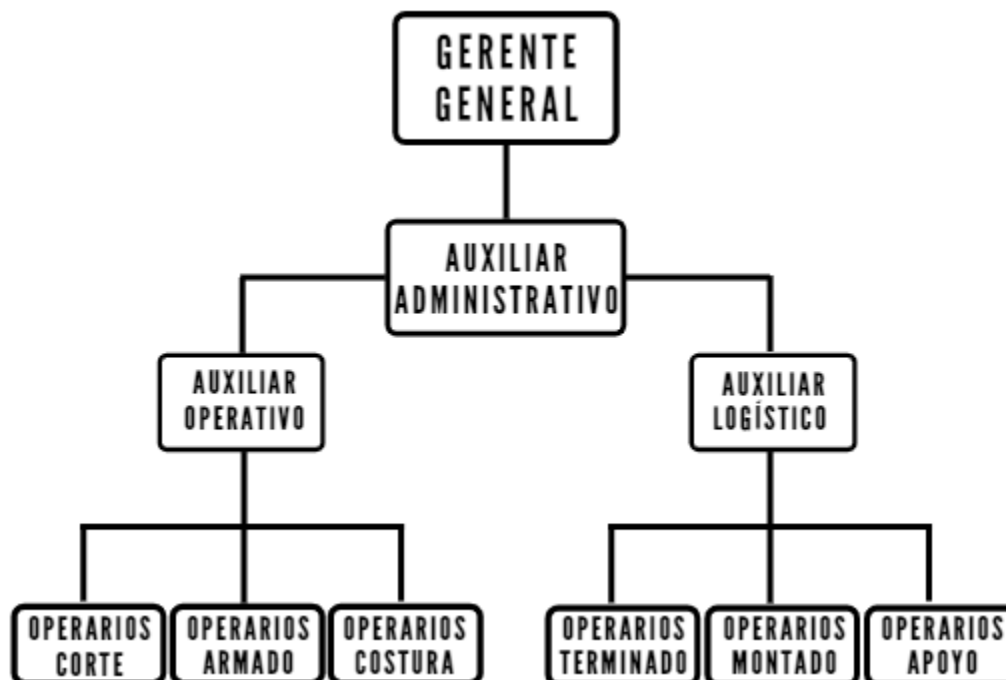 GERENTE
GENERAL
AUXILIAR
ADMINISTRATIVO
AUXILIAR
OPERATIVO
AUXILIAR
LOGÍSTICO
OPERARIOS
CORTE
OPERARIOS
ARMADO
OPERARIOS
COSTURA
OPERARIOS
TERMINADO
OPERARIOS
MONTADO
OPERARIOS
APOYO